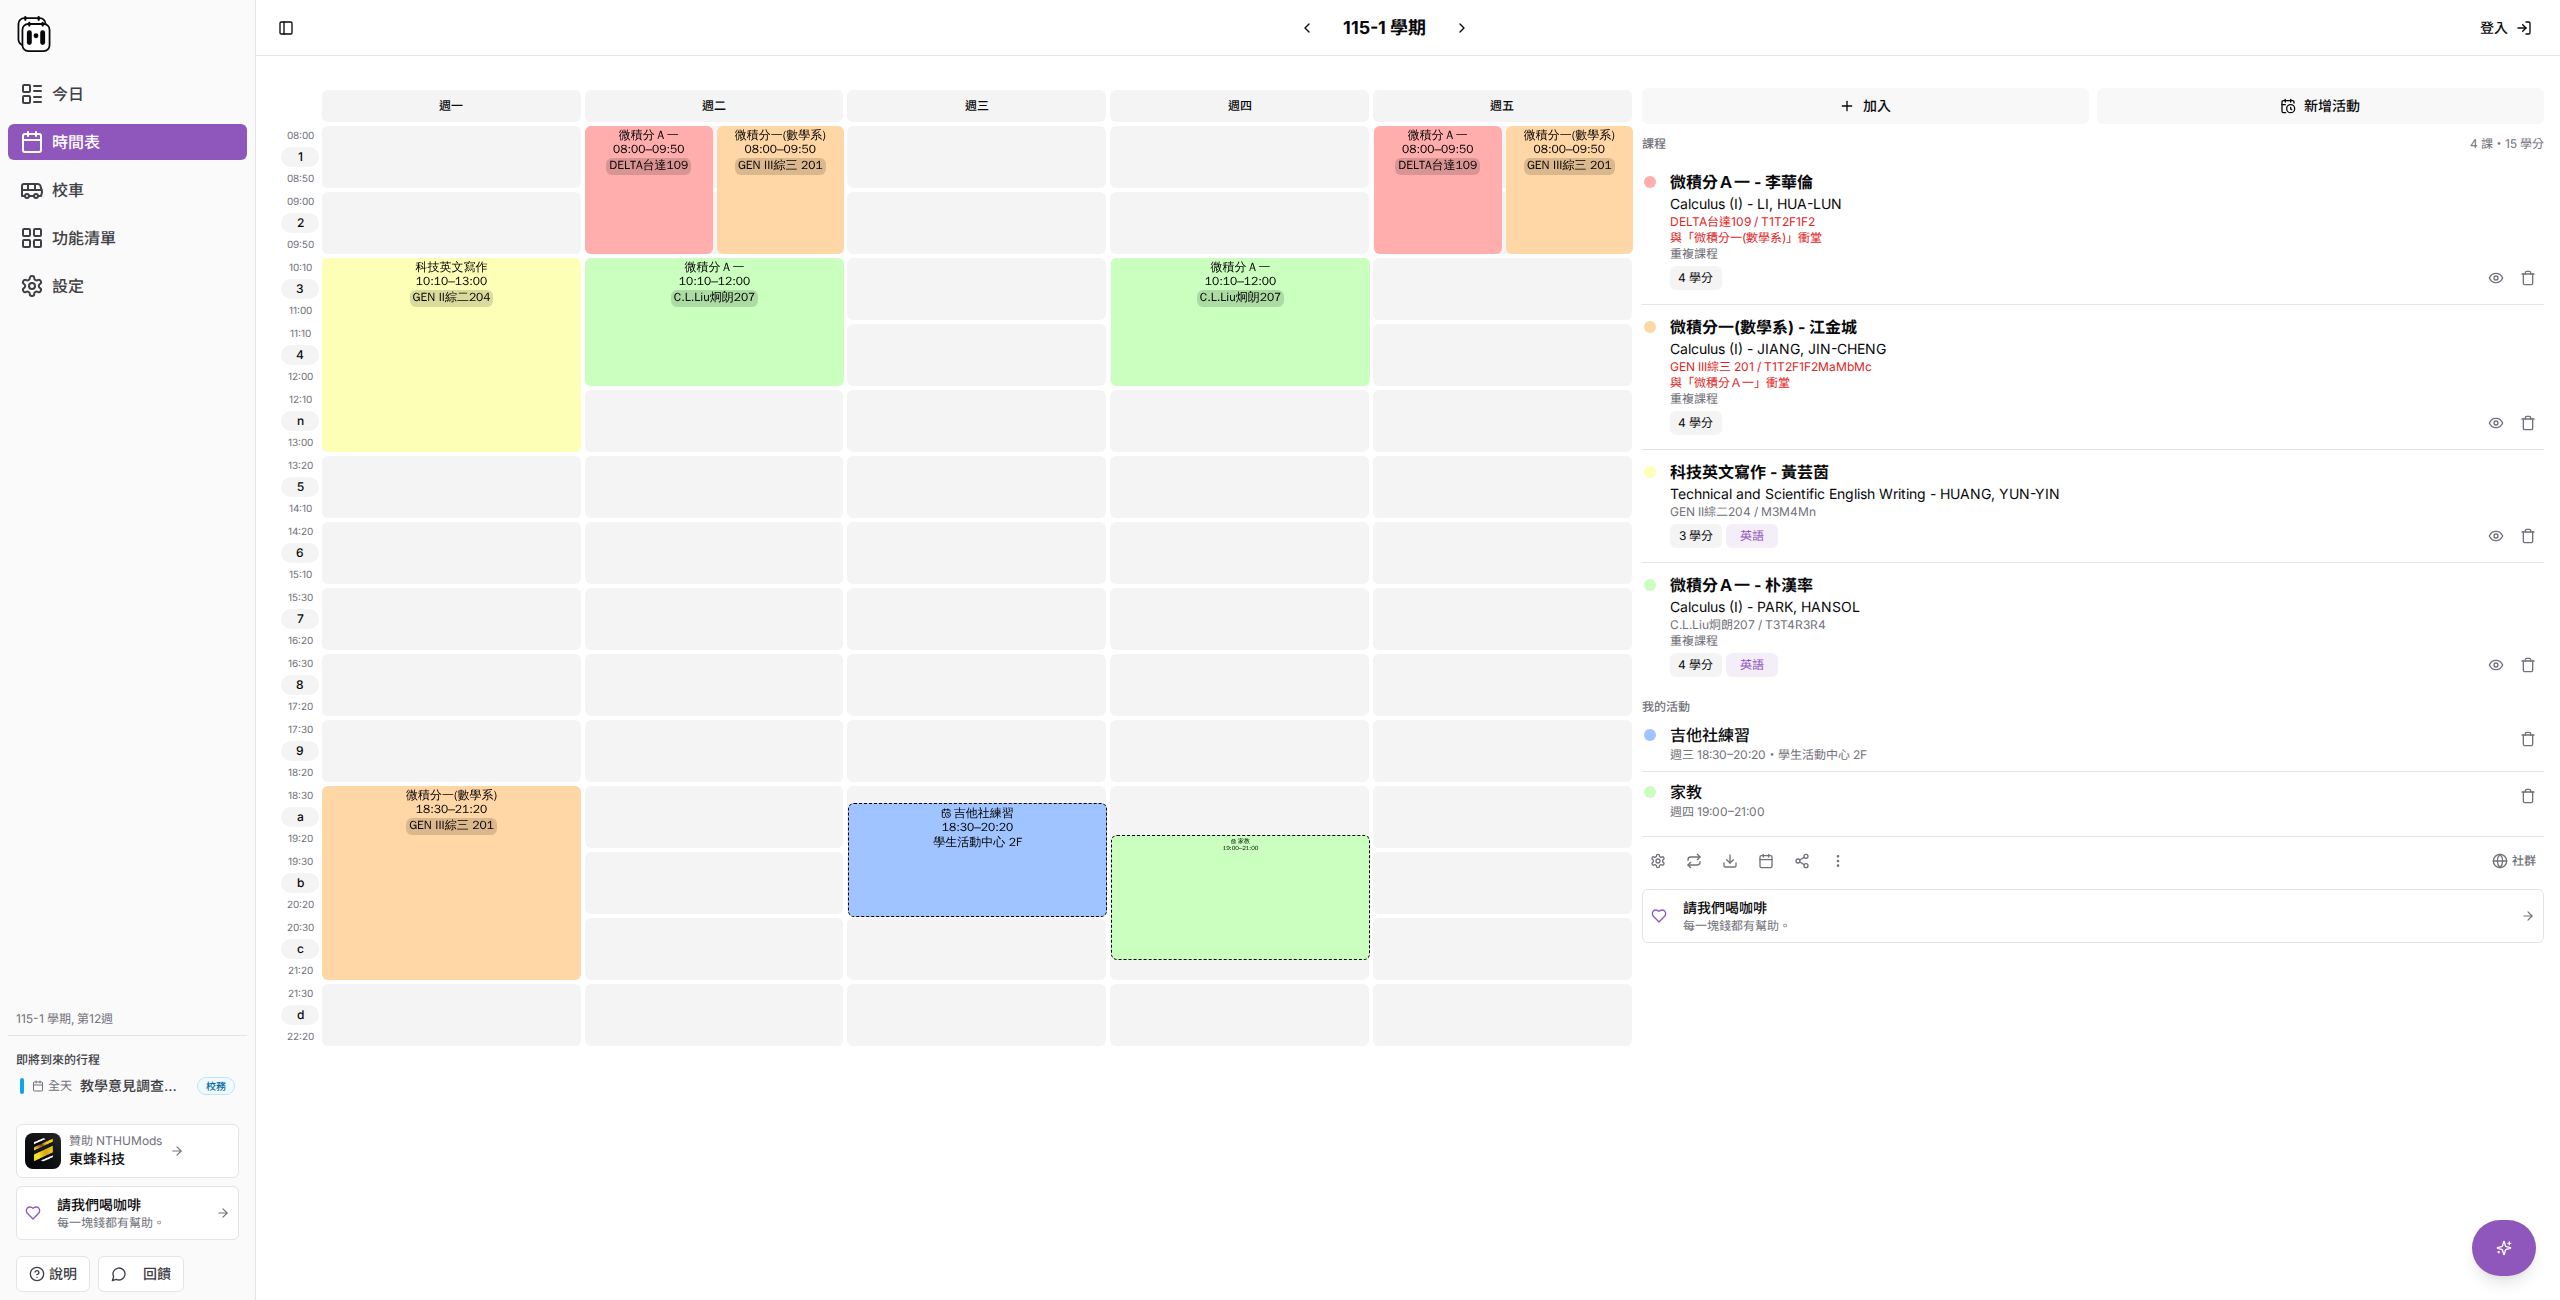 今日
時間表
校車
功能清單
設定
115-1 學期, 第12週
即將到來的行程
全天 教學意見調查... 校務
贊助 NTHUMods
東蜂科技
請我們喝咖啡
每一塊錢都有幫助。
說明
回饋
115-1 學期
登入
週一 週二 週三 週四 週五
08:00
1
08:50
09:00
2
09:50
10:10
3
11:00
11:10
4
12:00
12:10
n
13:00
13:20
5
14:10
14:20
6
15:10
15:30
7
16:20
16:30
8
17:20
17:30
9
18:20
18:30
a
19:20
19:30
b
20:20
20:30
c
21:20
21:30
d
22:20
科技英文寫作
10:10–13:00
GEN II綜二204
微積分一(數學系)
18:30–21:20
GEN III綜三 201
微積分Ａ一
08:00–09:50
DELTA台達109
微積分一(數學系)
08:00–09:50
GEN III綜三 201
微積分Ａ一
10:10–12:00
C.L.Liu炯朗207
吉他社練習
18:30–20:20
學生活動中心 2F
微積分Ａ一
10:10–12:00
C.L.Liu炯朗207
家教
19:00–21:00
微積分Ａ一
08:00–09:50
DELTA台達109
微積分一(數學系)
08:00–09:50
GEN III綜三 201
加入
新增活動
課程
4 課・15 學分
微積分Ａ一 - 李華倫
Calculus (I) - LI, HUA-LUN
DELTA台達109 / T1T2F1F2
與「微積分一(數學系)」衝堂
重複課程
4 學分
微積分一(數學系) - 江金城
Calculus (I) - JIANG, JIN-CHENG
GEN III綜三 201 / T1T2F1F2MaMbMc
與「微積分Ａ一」衝堂
重複課程
4 學分
科技英文寫作 - 黃芸茵
Technical and Scientific English Writing - HUANG, YUN-YIN
GEN II綜二204 / M3M4Mn
3 學分 英語
微積分Ａ一 - 朴漢率
Calculus (I) - PARK, HANSOL
C.L.Liu炯朗207 / T3T4R3R4
重複課程
4 學分 英語
我的活動
吉他社練習
週三 18:30–20:20・學生活動中心 2F
家教
週四 19:00–21:00
社群
請我們喝咖啡
每一塊錢都有幫助。